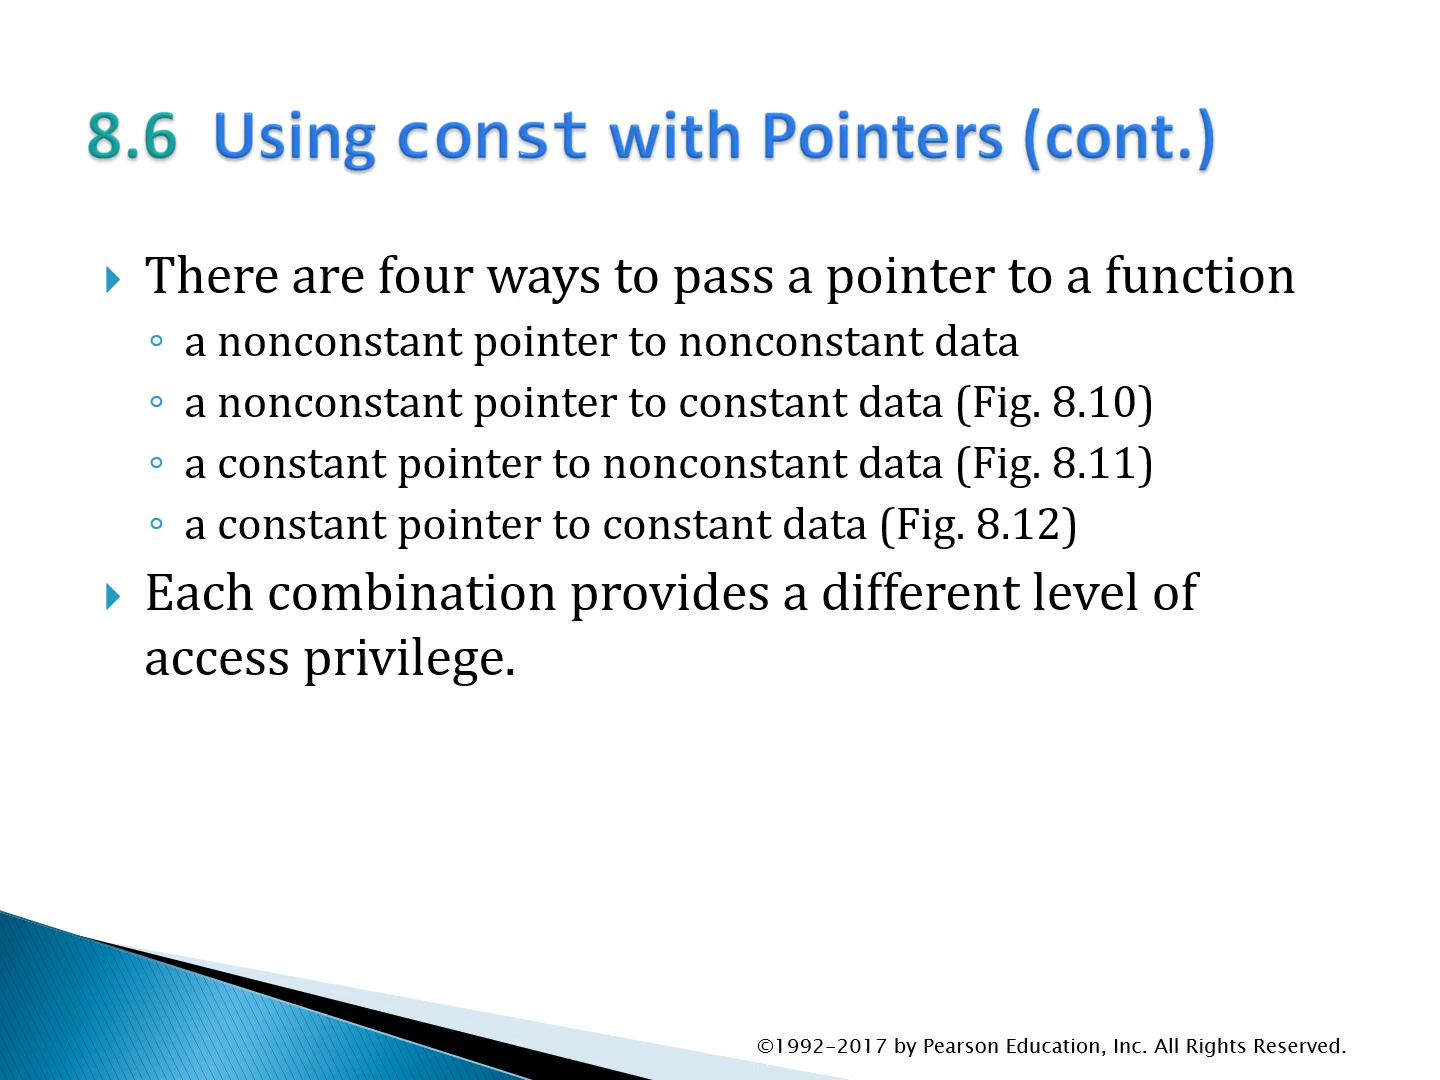 8.6 Using const with Pointers (cont.)
There are four ways to pass a pointer to a function
a nonconstant pointer to nonconstant data
a nonconstant pointer to constant data (Fig. 8.10)
a constant pointer to nonconstant data (Fig. 8.11)
a constant pointer to constant data (Fig. 8.12)
Each combination provides a different level of
access privilege.
©1992-2017 by Pearson Education, Inc. All Rights Reserved.